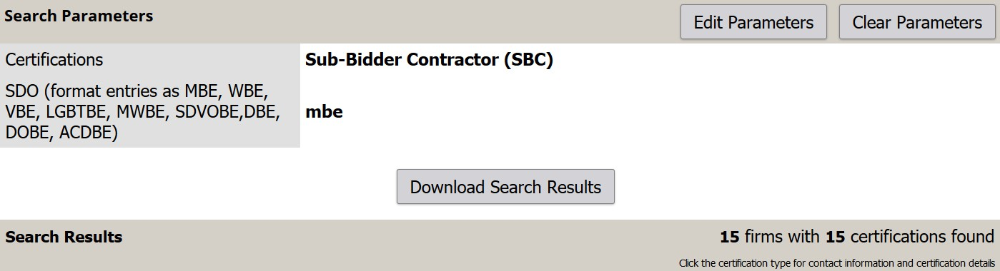 Search Parameters
Edit Parameters
Clear Parameters
Certifications
Sub-Bidder Contractor (SBC)
SDO (format entries as MBE, WBE,
VBE, LGBTBE, MWBE, SDVOBE,DBE,
DOBE, ACDBE)
mbe
Download Search Results
Search Results
15 firms with 15 certifications found
Click the certification type for contact information and certification details